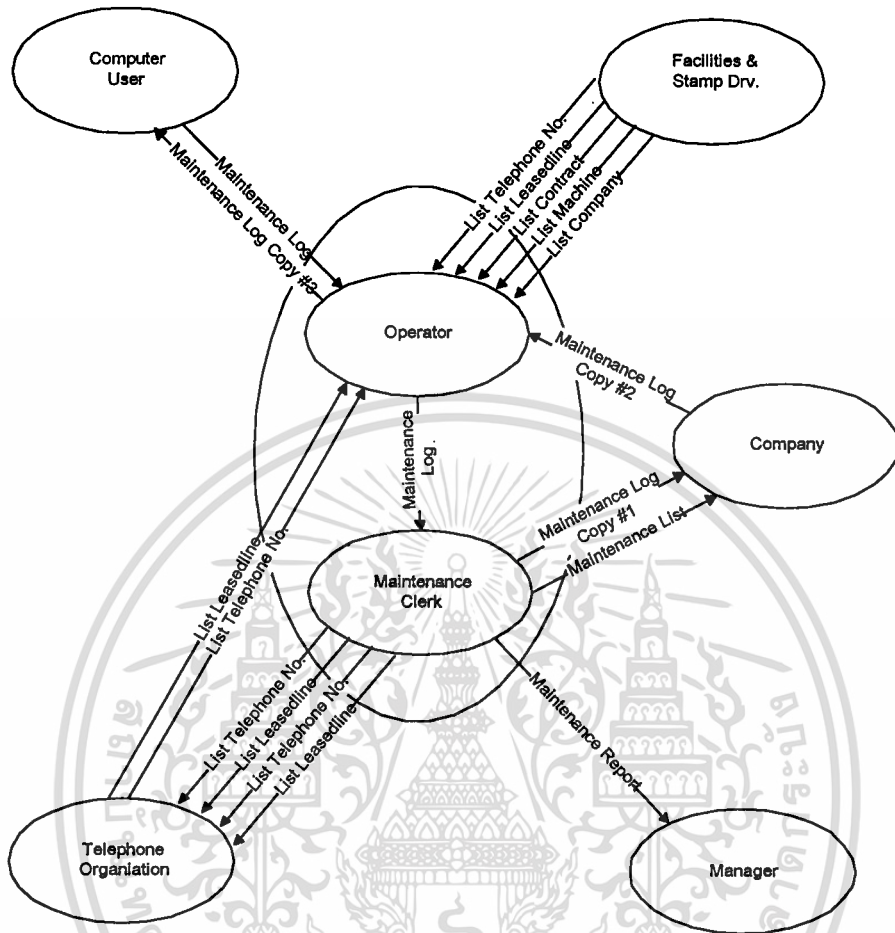 Computer
User
Facilities &
Stamp Drv.
Maintenance Log
Maintenance Log Copy #3
List Telephone No.
List Leasedline
List Contract
List Machine
List Company
Operator
Maintenance Log
Copy #2
Company
Maintenance
Log.
Maintenance Log
Copy #1
Maintenance List
Maintenance
Clerk
List Leasedline
List Telephone No.
List Telephone No.
List Leasedline
List Telephone No.
List Leasedline
Maintenance Report
Telephone
Organiation
Manager